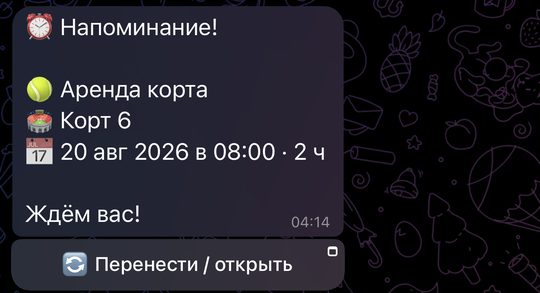 ⏰ Напоминание!
🎾 Аренда корта
🏟 Корт 6
📅 20 авг 2026 в 08:00 · 2 ч
Ждём вас!
04:14
🔄 Перенести / открыть